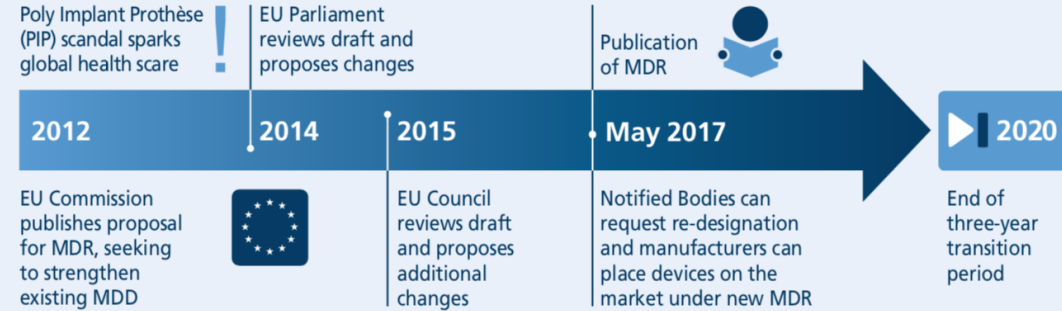 Poly Implant Prothèse
(PIP) scandal sparks
global health scare
!
EU Parliament
reviews draft and
proposes changes
Publication
of MDR
2012
2014
2015
May 2017
2020
EU Commission
publishes proposal
for MDR, seeking
to strengthen
existing MDD
EU Council
reviews draft
and proposes
additional
changes
Notified Bodies can
request re-designation
and manufacturers can
place devices on the
market under new MDR
End of
three-year
transition
period